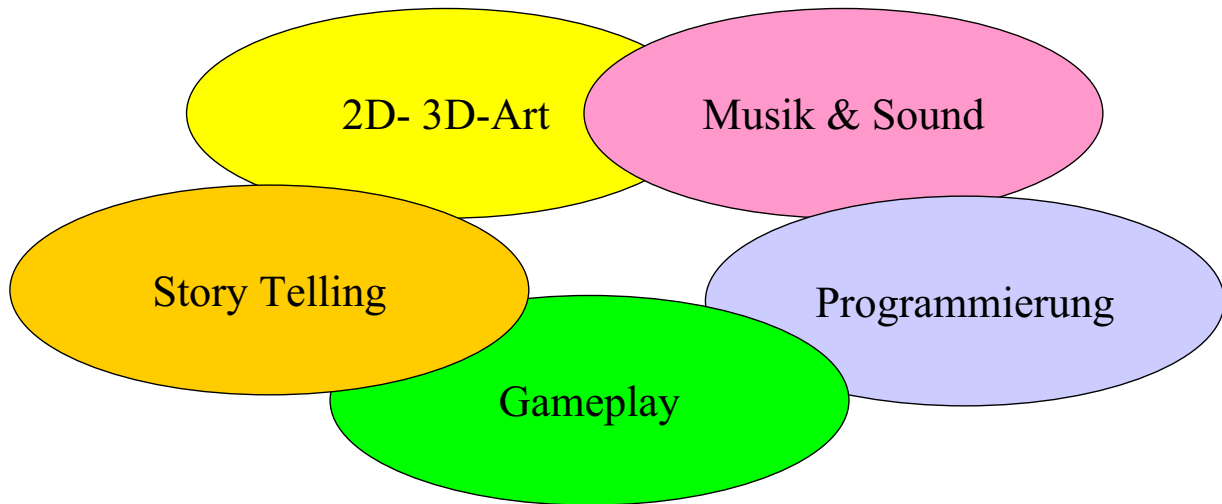 2D- 3D-Art
Musik & Sound
Story Telling
Programmierung
Gameplay